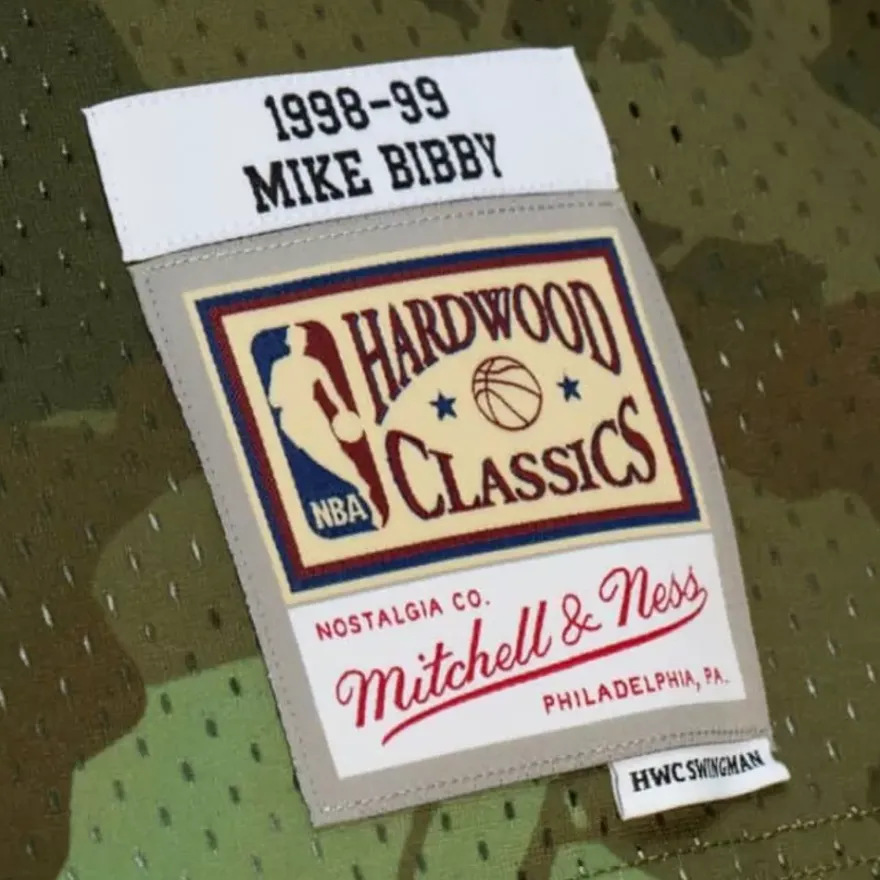 1998-99
MIKE BIBBY
HARDWOOD
CLASSICS
NBA
NOSTALGIA CO.
Mitchell & Ness
PHILADELPHIA, PA.
HWC SWINGMAN